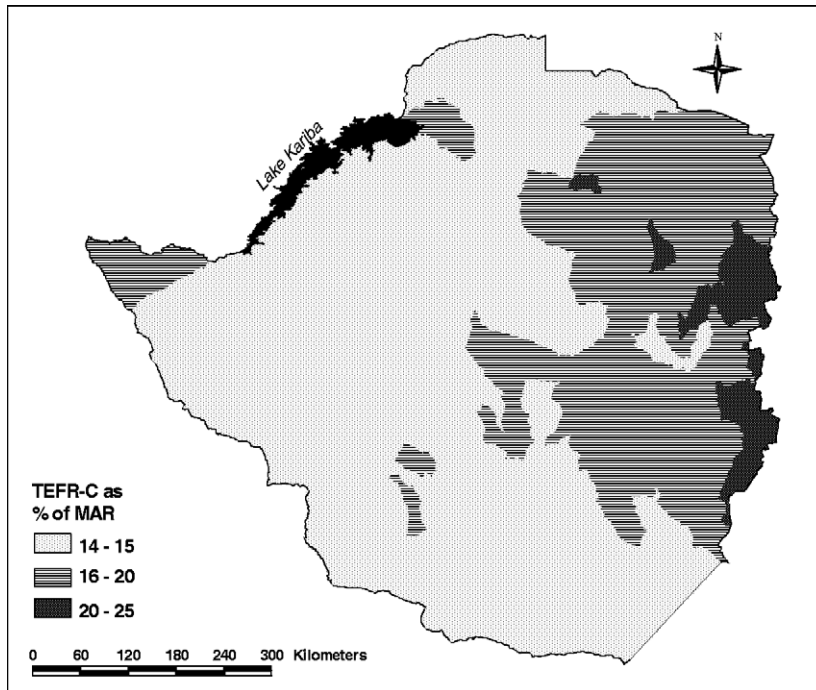 N
Lake Kariba
TEFR-C as
% of MAR
14 - 15
16 - 20
20 - 25
0 60 120 180 240 300 Kilometers